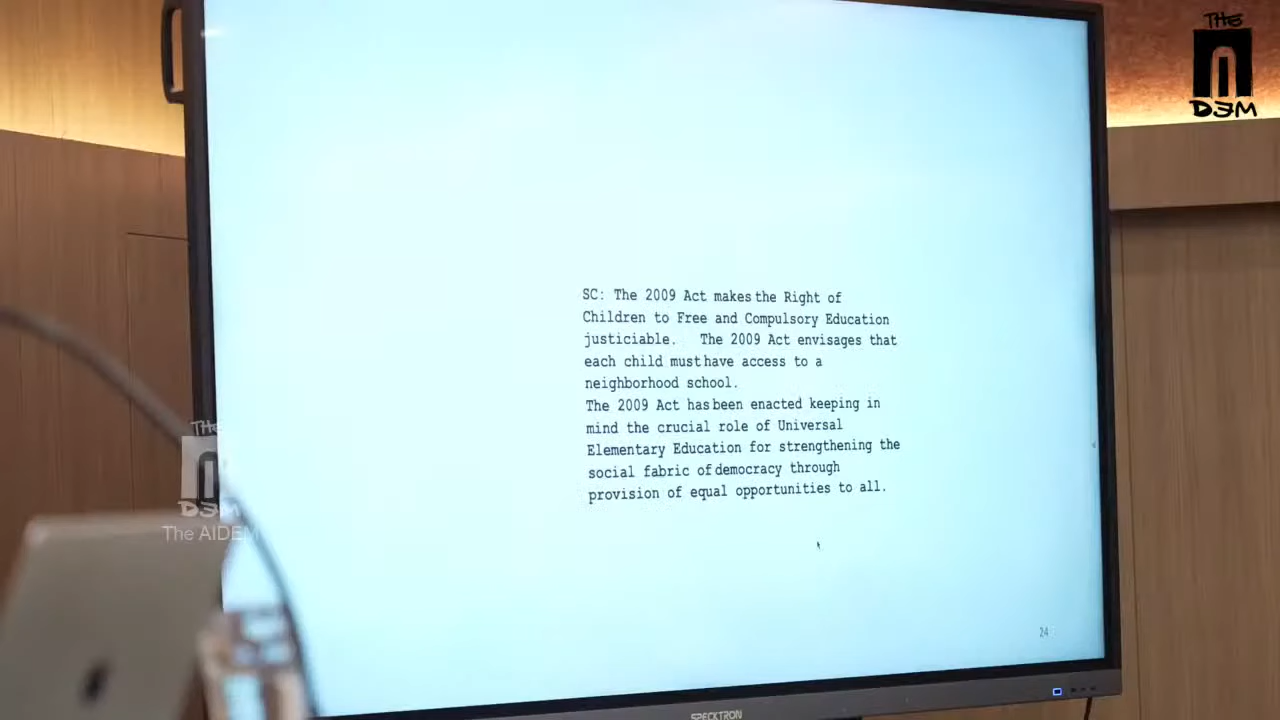 THE
DEM
SC: The 2009 Act makes the Right of
Children to Free and Compulsory Education
justiciable. The 2009 Act envisages that
each child must have access to a
neighborhood school.
The 2009 Act has been enacted keeping in
mind the crucial role of Universal
Elementary Education for strengthening the
social fabric of democracy through
provision of equal opportunities to all.
THE
DEM
The AIDEM
24
SPECKTRON